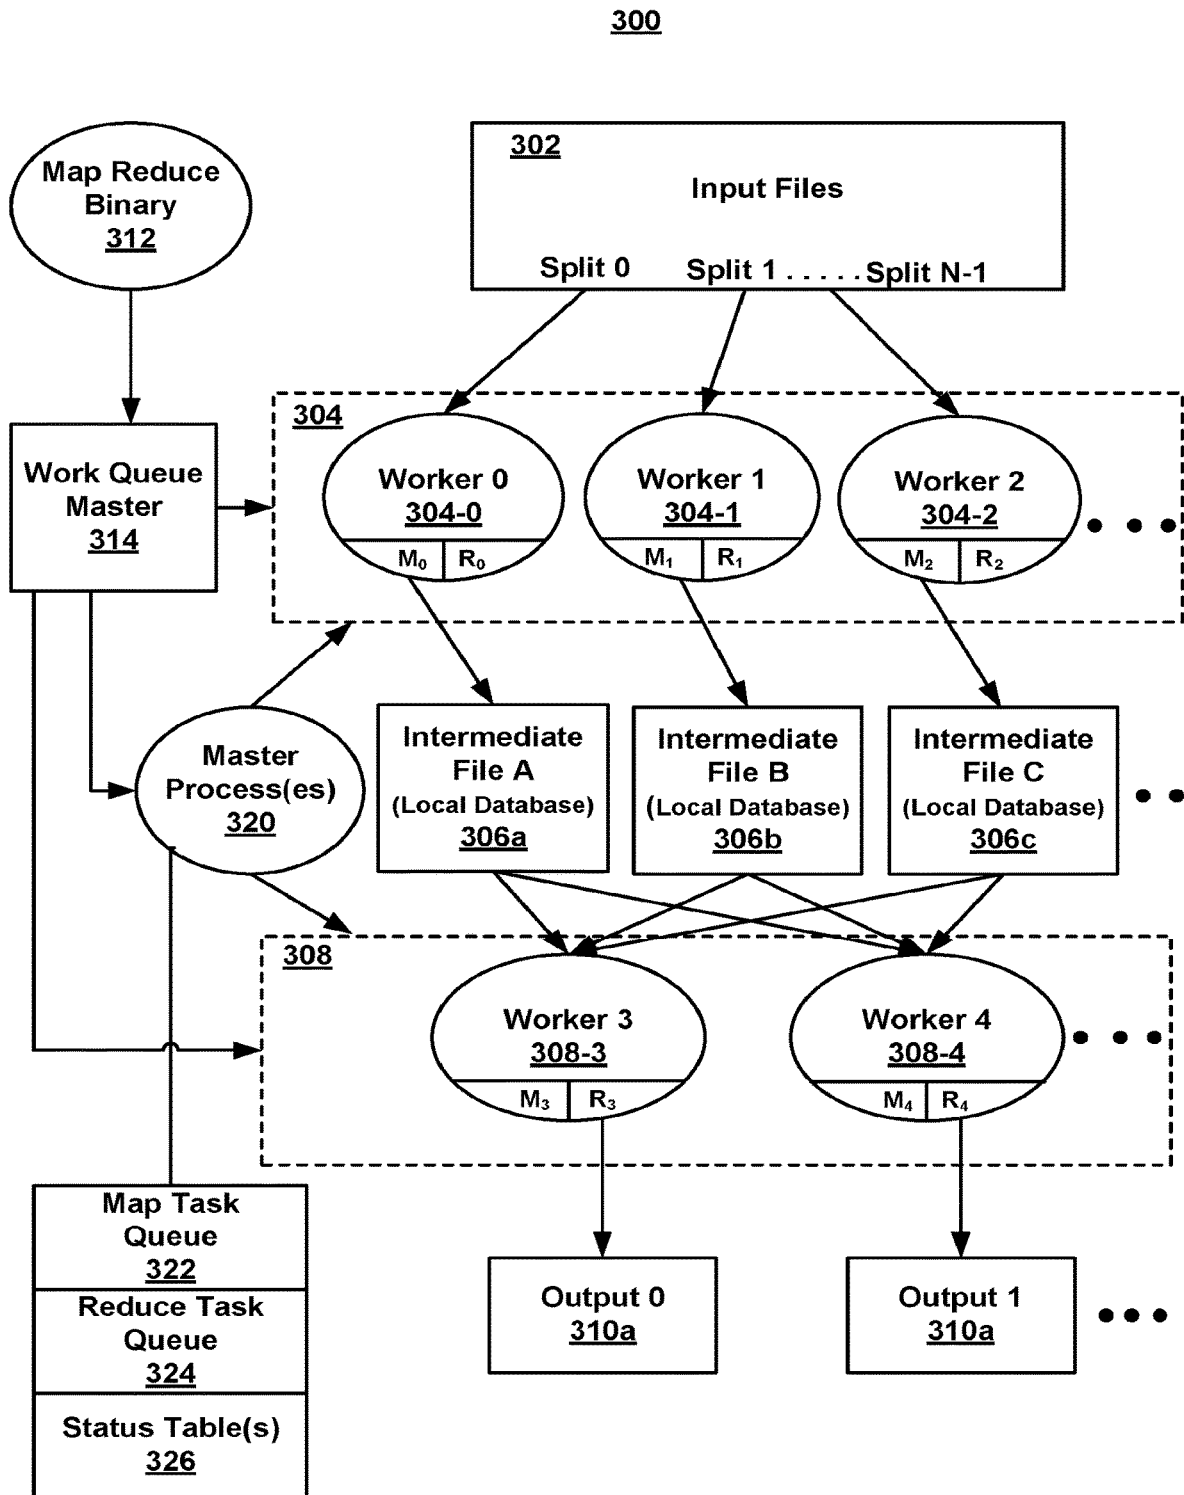 300
Map Reduce
Binary
312
302
Input Files
Split 0 Split 1 . . . . . Split N-1
Work Queue
Master
314
304
Worker 0
304-0
M₀ R₀
Worker 1
304-1
M₁ R₁
Worker 2
304-2
M₂ R₂
Master
Process(es)
320
Intermediate
File A
(Local Database)
306a
Intermediate
File B
(Local Database)
306b
Intermediate
File C
(Local Database)
306c
308
Worker 3
308-3
M₃ R₃
Worker 4
308-4
M₄ R₄
Map Task
Queue
322
Reduce Task
Queue
324
Status Table(s)
326
Output 0
310a
Output 1
310a